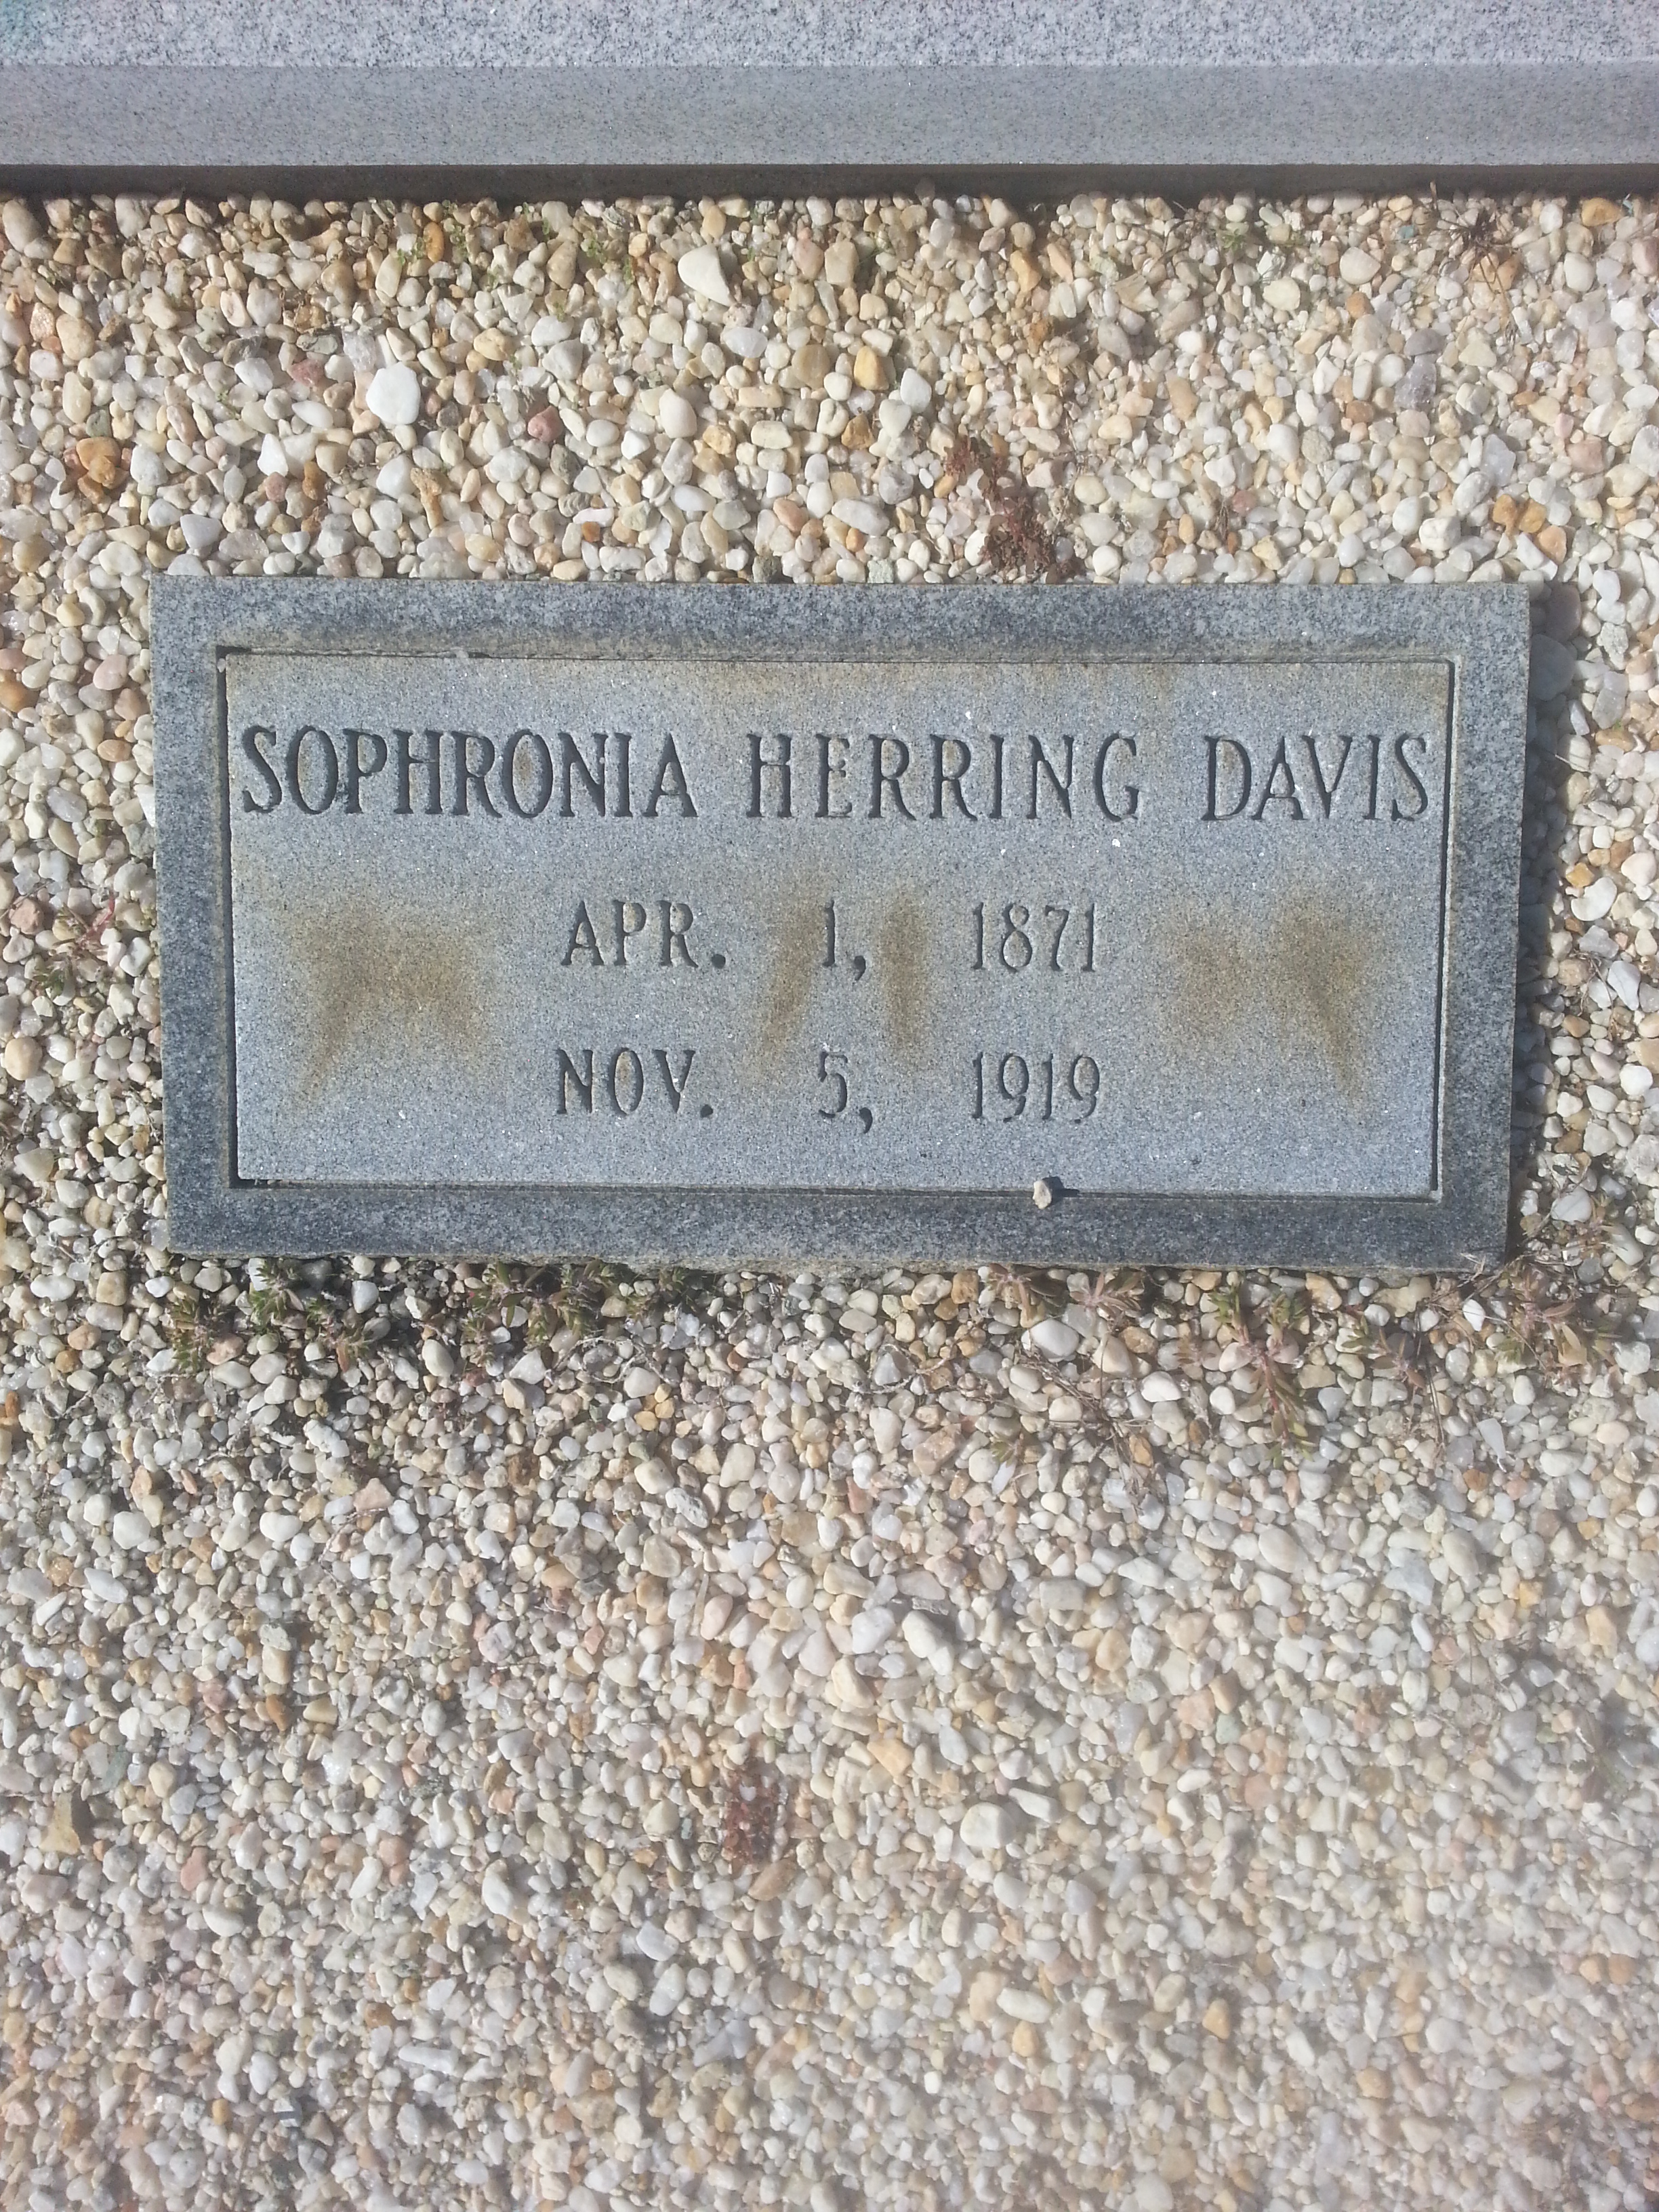 SOPHRONIA HERRING DAVIS
APR. 1, 1871
NOV. 5, 1919